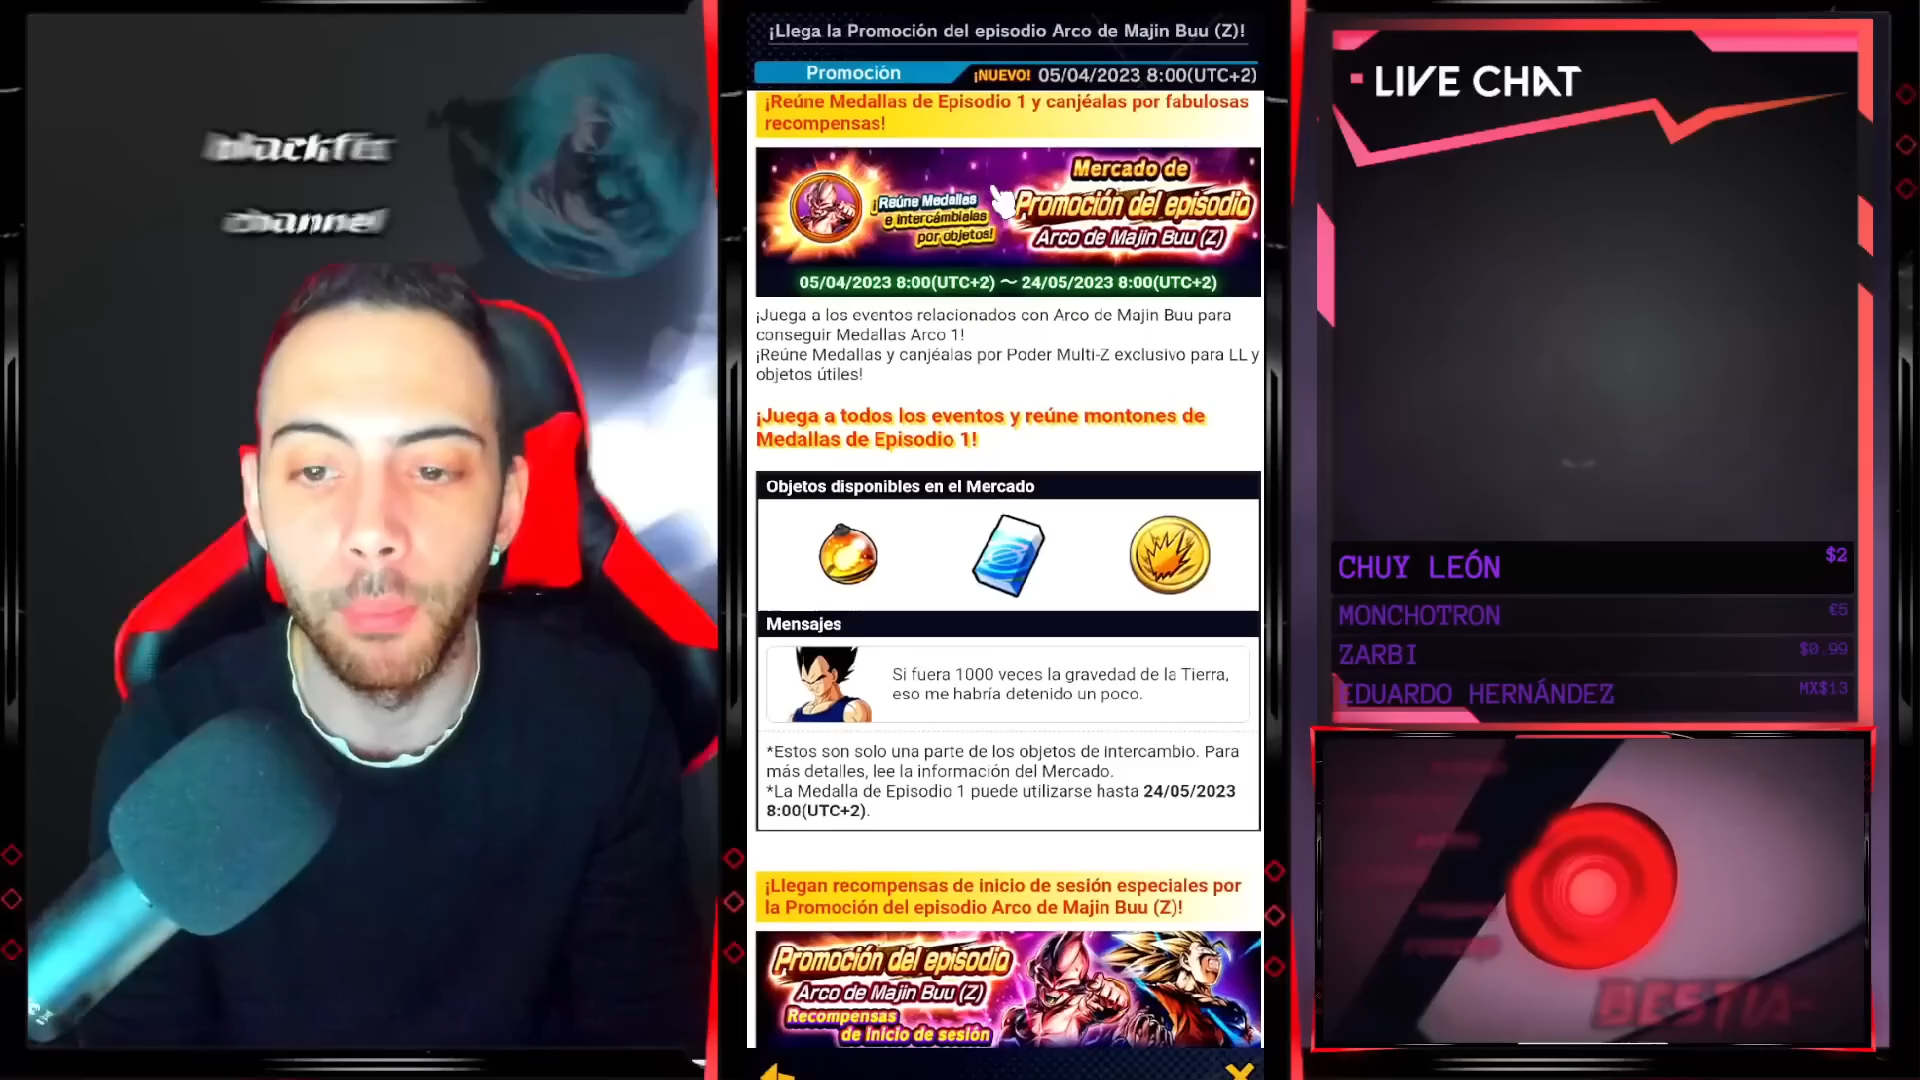 blackfis
channel
¡Llega la Promoción del episodio Arco de Majin Buu (Z)!
Promoción
¡NUEVO! 05/04/2023 8:00(UTC+2)
¡Reúne Medallas de Episodio 1 y canjéalas por fabulosas
recompensas!
¡Reúne Medallas
e intercámbialas
por objetos!
Mercado de
Promoción del episodio
Arco de Majin Buu (Z)
05/04/2023 8:00(UTC+2) ～ 24/05/2023 8:00(UTC+2)
¡Juega a los eventos relacionados con Arco de Majin Buu para
conseguir Medallas Arco 1!
¡Reúne Medallas y canjéalas por Poder Multi-Z exclusivo para LL y
objetos útiles!
¡Juega a todos los eventos y reúne montones de
Medallas de Episodio 1!
Objetos disponibles en el Mercado
Mensajes
Si fuera 1000 veces la gravedad de la Tierra,
eso me habría detenido un poco.
*Estos son solo una parte de los objetos de intercambio. Para
más detalles, lee la información del Mercado.
*La Medalla de Episodio 1 puede utilizarse hasta 24/05/2023
8:00(UTC+2).
¡Llegan recompensas de inicio de sesión especiales por
la Promoción del episodio Arco de Majin Buu (Z)!
Promoción del episodio
Arco de Majin Buu (Z)
Recompensas
de inicio de sesión
LIVE CHAT
CHUY LEÓN $2
MONCHOTRON €5
ZARBI $0.99
EDUARDO HERNÁNDEZ MX$13
BESTIA-